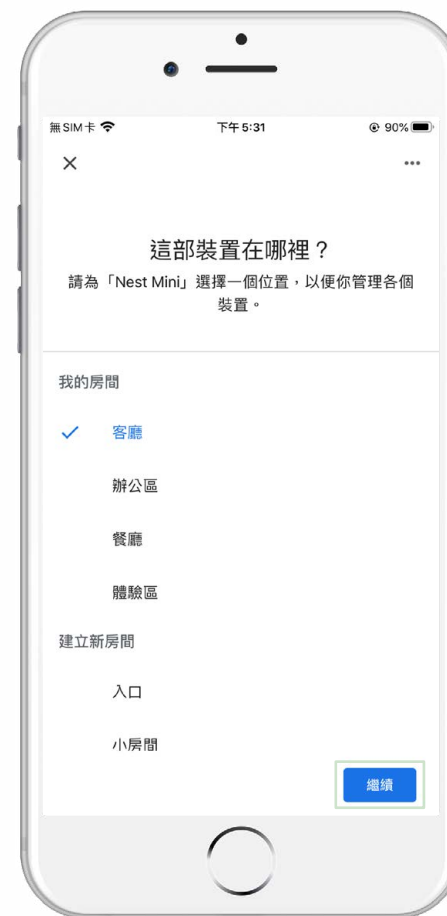 無SIM卡 下午5:31 90%
這部裝置在哪裡？
請為「Nest Mini」選擇一個位置，以便你管理各個
裝置。
我的房間
客廳
辦公區
餐廳
體驗區
建立新房間
入口
小房間
繼續